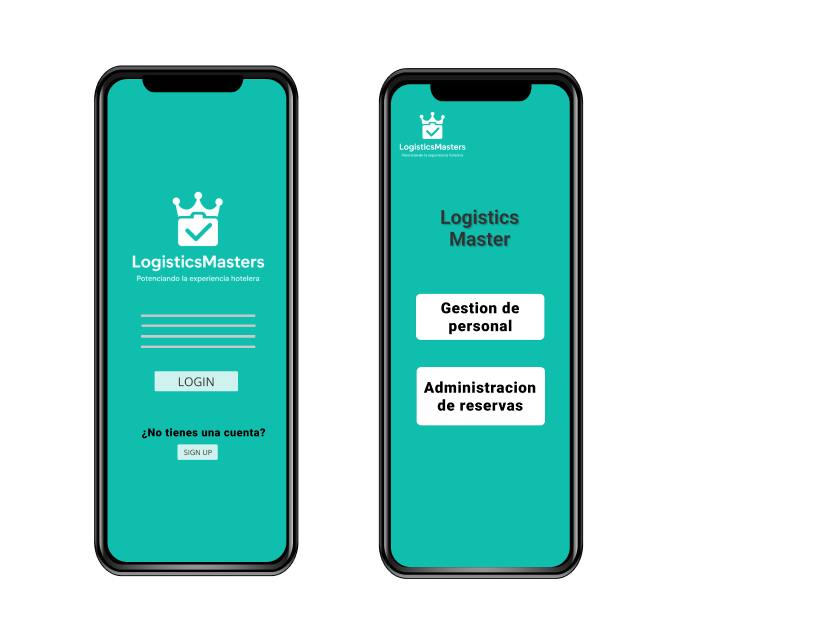 LogisticsMasters
Potenciando la experiencia hotelera
LOGIN
¿No tienes una cuenta?
SIGN UP
LogisticsMasters
Potenciando la experiencia hotelera
Logistics
Master
Gestion de
personal
Administracion
de reservas